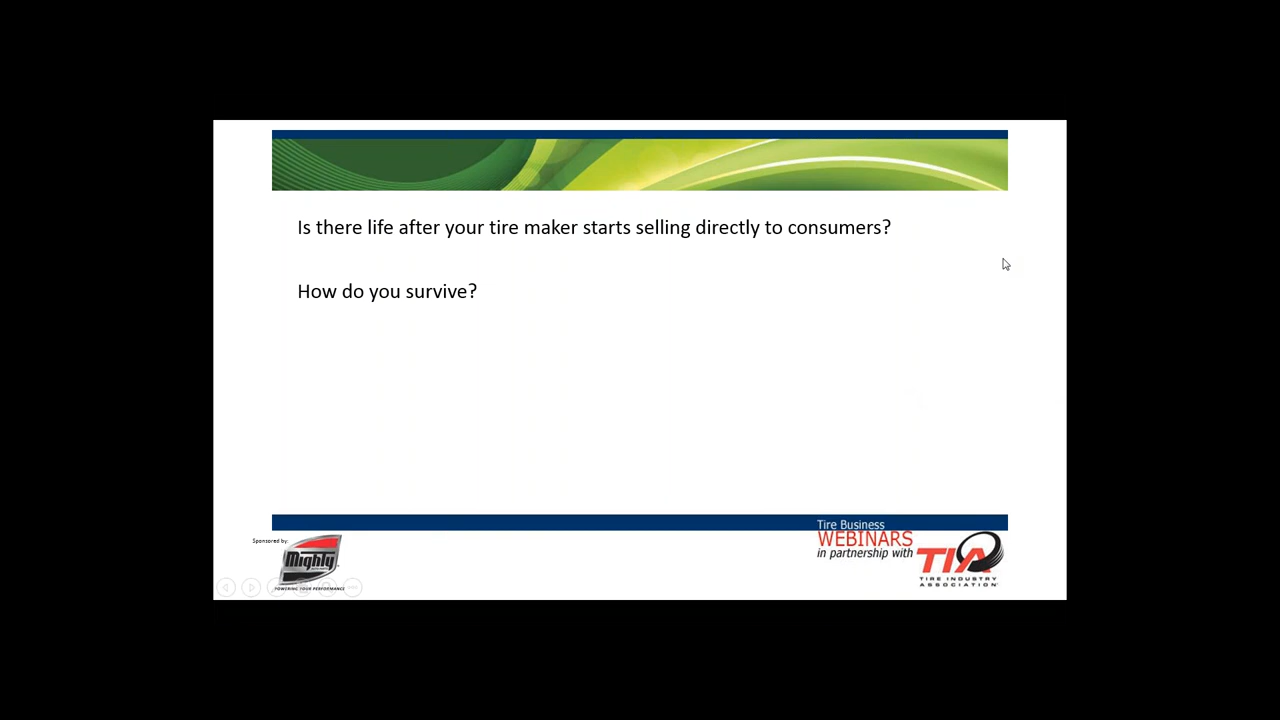 Is there life after your tire maker starts selling directly to consumers?
How do you survive?
Sponsored by:
Mighty
POWERING YOUR PERFORMANCE
Tire Business
WEBINARS
in partnership with
TIA
TIRE INDUSTRY
ASSOCIATION